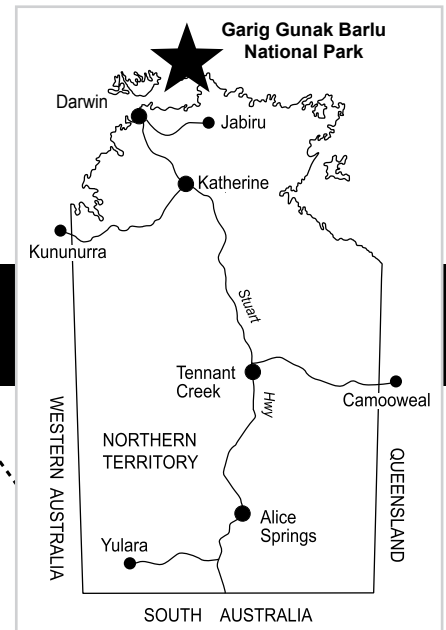 Garig Gunak Barlu
National Park
Darwin
Jabiru
Katherine
Kununurra
Stuart
Tennant
Creek
Hwy
Camooweal
WESTERN AUSTRALIA
NORTHERN
TERRITORY
QUEENSLAND
Alice
Springs
Yulara
SOUTH AUSTRALIA